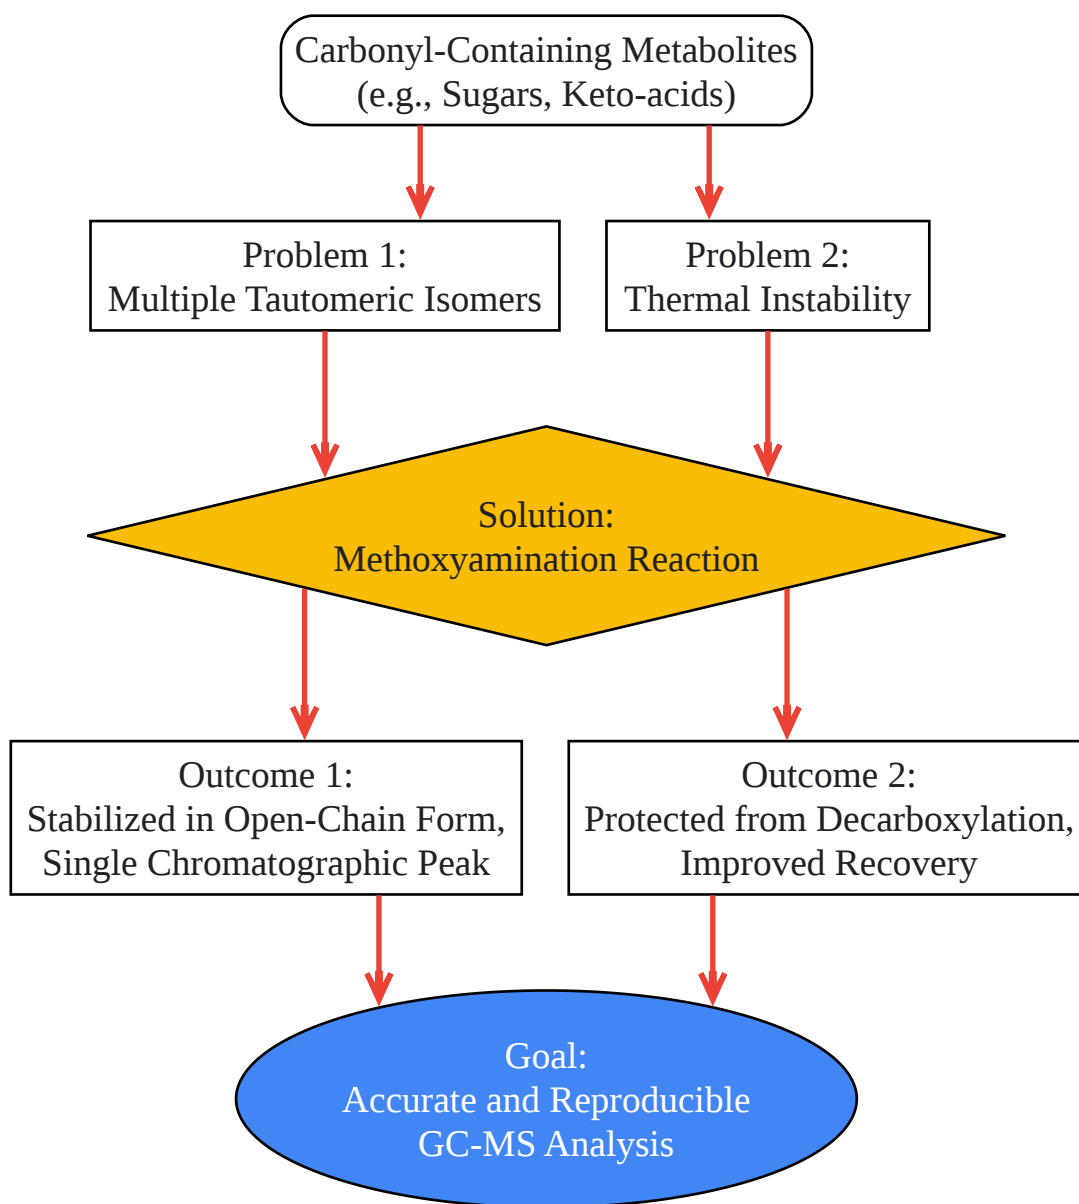 Carbonyl-Containing Metabolites
(e.g., Sugars, Keto-acids)
Problem 1:
Multiple Tautomeric Isomers
Problem 2:
Thermal Instability
Solution:
Methoxyamination Reaction
Outcome 1:
Stabilized in Open-Chain Form,
Single Chromatographic Peak
Outcome 2:
Protected from Decarboxylation,
Improved Recovery
Goal:
Accurate and Reproducible
GC-MS Analysis